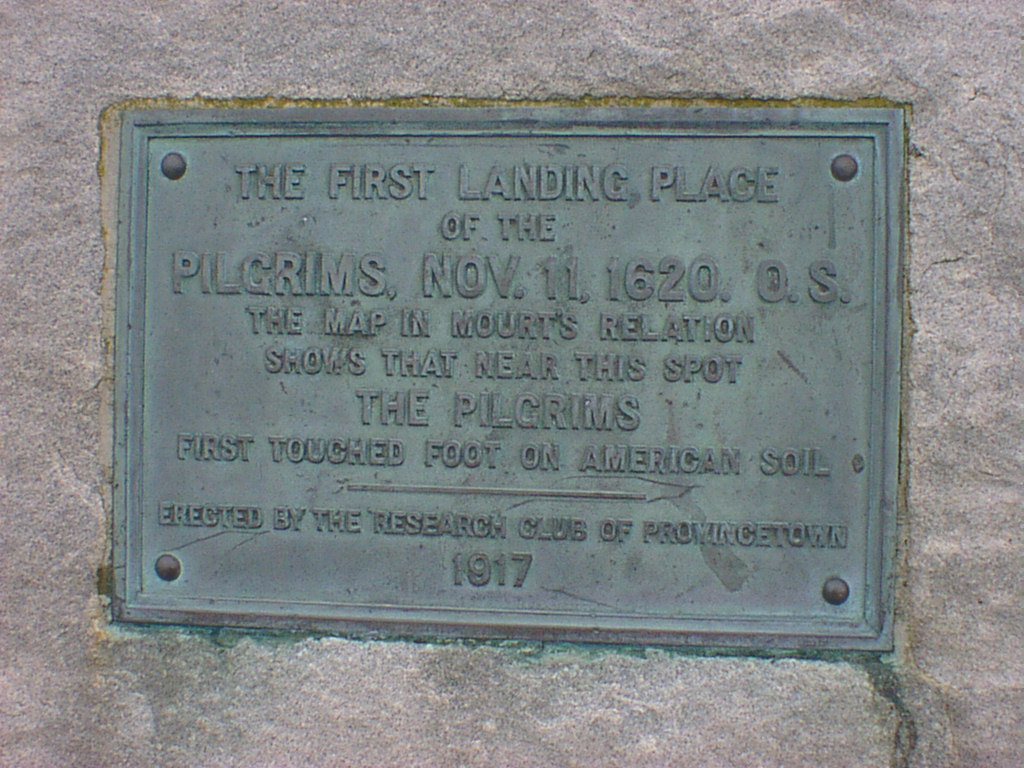 THE FIRST LANDING PLACE
OF THE
PILGRIMS, NOV. 11, 1620. O. S.
THE MAP IN MOURT'S RELATION
SHOWS THAT NEAR THIS SPOT
THE PILGRIMS
FIRST TOUCHED FOOT ON AMERICAN SOIL
ERECTED BY THE RESEARCH CLUB OF PROVINCETOWN
1917